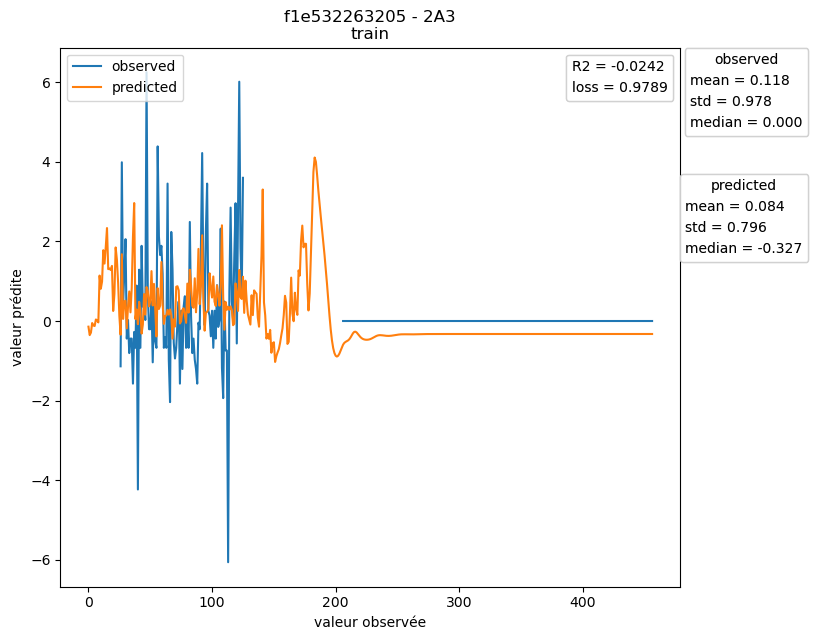 f1e532263205 - 2A3
train
observed
predicted
R2 = -0.0242
loss = 0.9789
observed
mean = 0.118
std = 0.978
median = 0.000
predicted
mean = 0.084
std = 0.796
median = -0.327
valeur prédite
6
4
2
0
−2
−4
−6
0
100
200
300
400
valeur observée